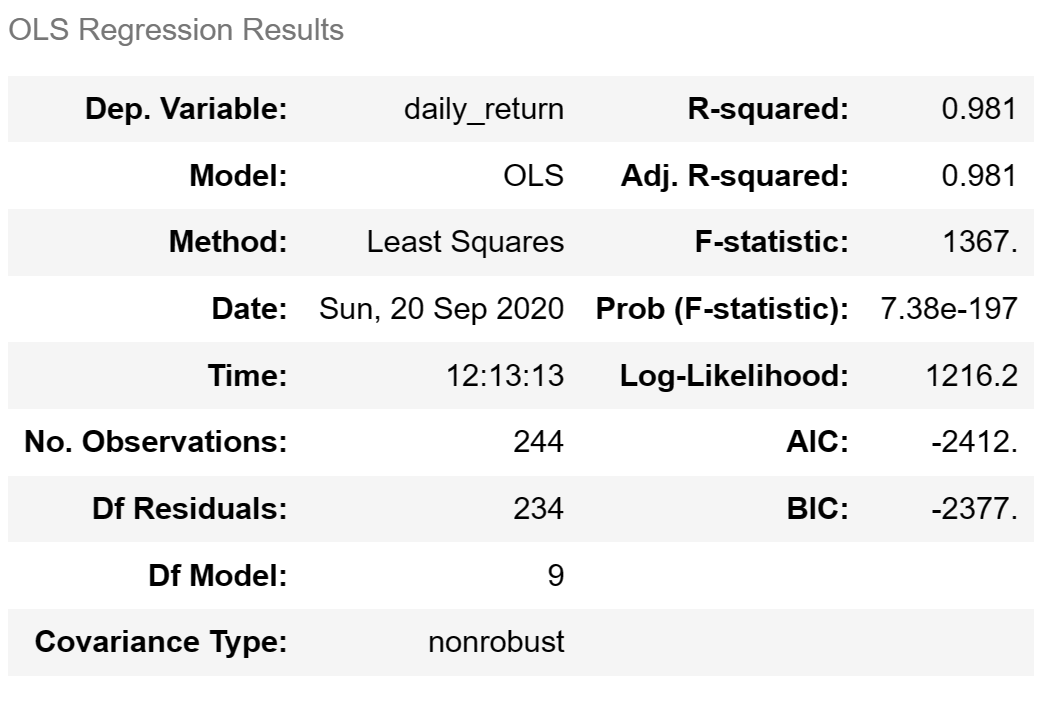 OLS Regression Results
Dep. Variable: daily_return R-squared: 0.981
Model: OLS Adj. R-squared: 0.981
Method: Least Squares F-statistic: 1367.
Date: Sun, 20 Sep 2020 Prob (F-statistic): 7.38e-197
Time: 12:13:13 Log-Likelihood: 1216.2
No. Observations: 244 AIC: -2412.
Df Residuals: 234 BIC: -2377.
Df Model: 9
Covariance Type: nonrobust